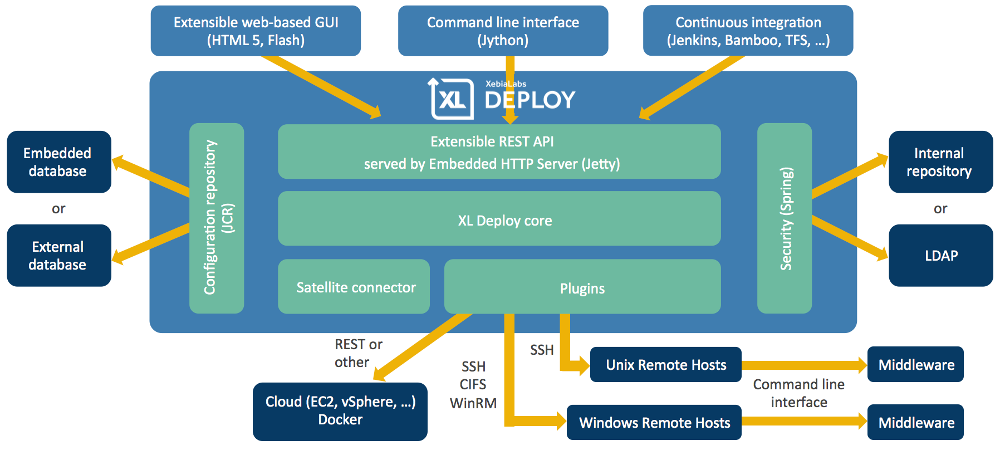 Extensible web-based GUI
(HTML 5, Flash)
Command line interface
(Jython)
Continuous integration
(Jenkins, Bamboo, TFS, ...)
XebiaLabs
XL DEPLOY
Embedded
database
or
External
database
Configuration repository
(JCR)
Extensible REST API
served by Embedded HTTP Server (Jetty)
XL Deploy core
Satellite connector
Plugins
Security (Spring)
Internal
repository
or
LDAP
REST or
other
SSH
CIFS
WinRM
SSH
Cloud (EC2, vSphere, ...)
Docker
Unix Remote Hosts
Command line
interface
Middleware
Windows Remote Hosts
Middleware